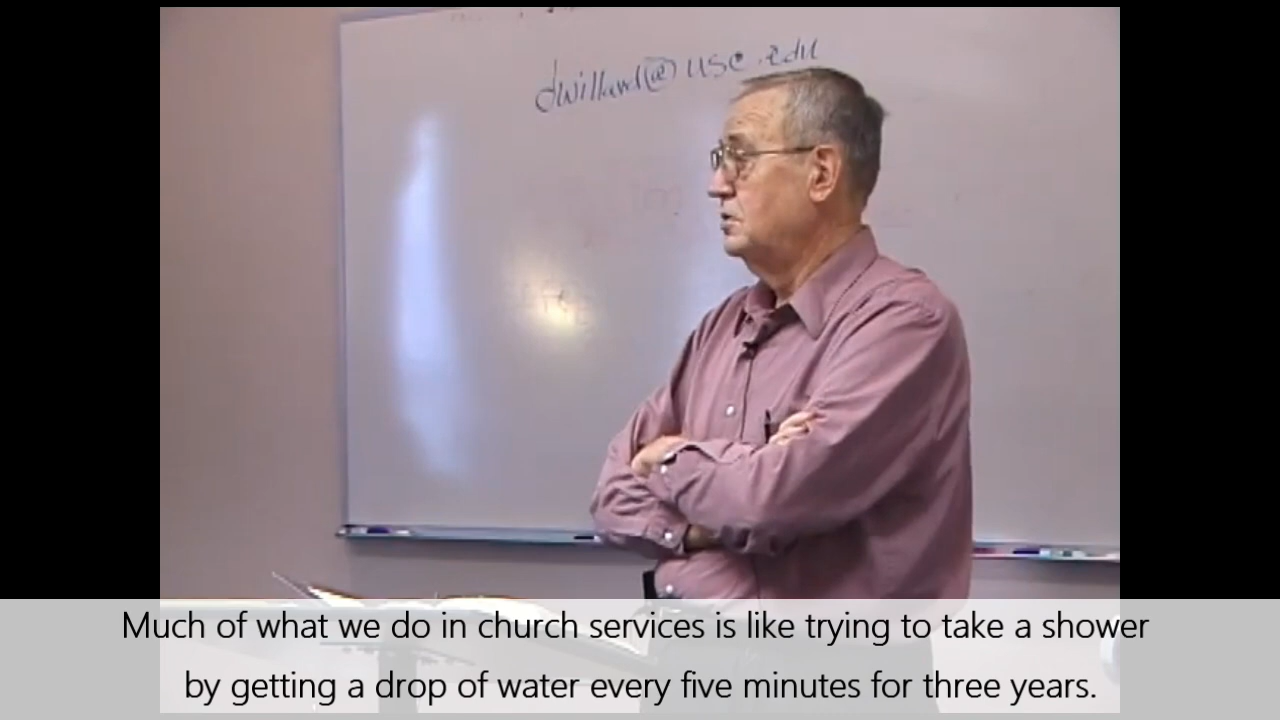 dwillard@usc.edu
Much of what we do in church services is like trying to take a shower
by getting a drop of water every five minutes for three years.